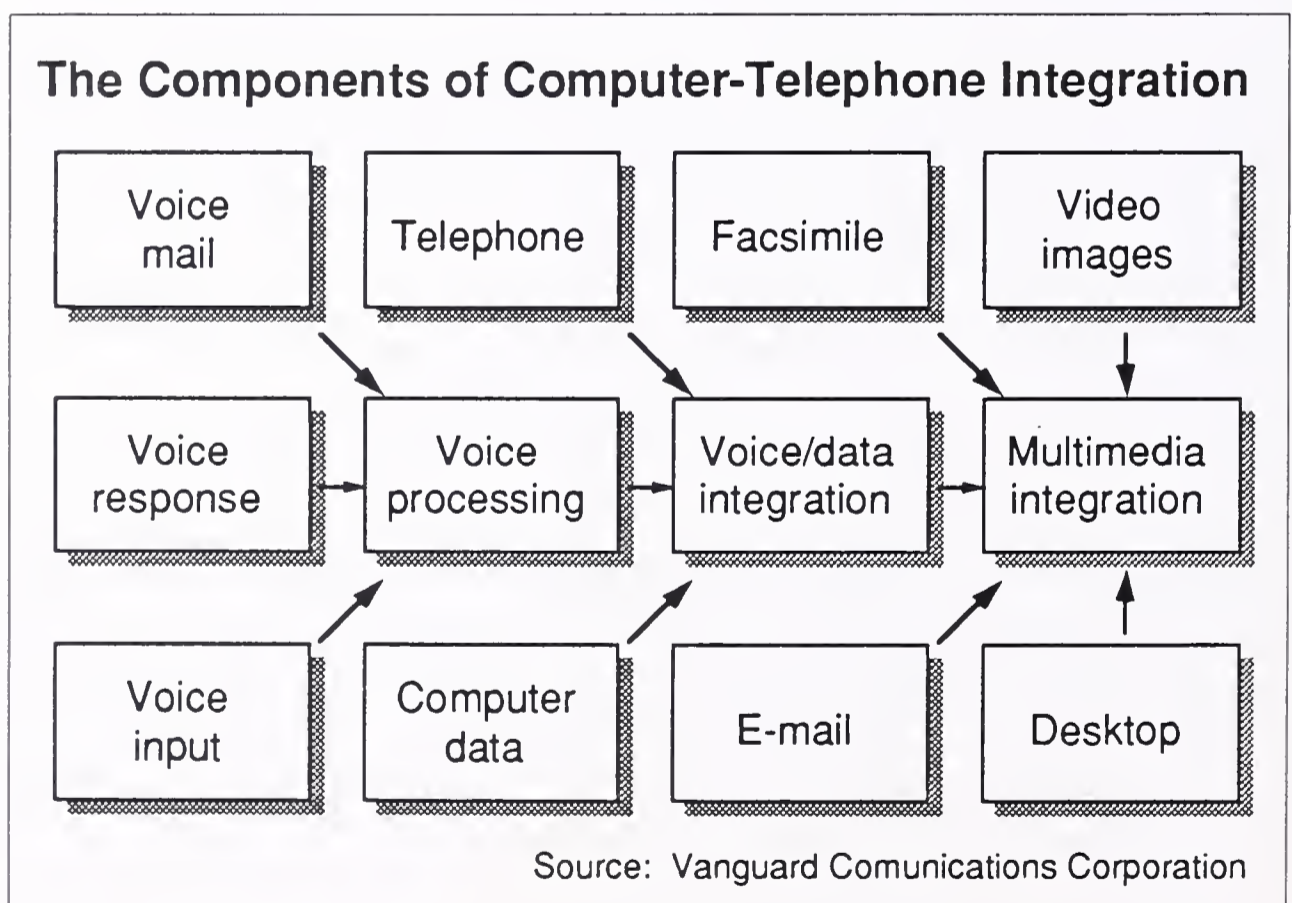 The Components of Computer-Telephone Integration
Voice
mail
Telephone
Facsimile
Video
images
Voice
response
Voice
processing
Voice/data
integration
Multimedia
integration
Voice
input
Computer
data
E-mail
Desktop
Source: Vanguard Comunications Corporation